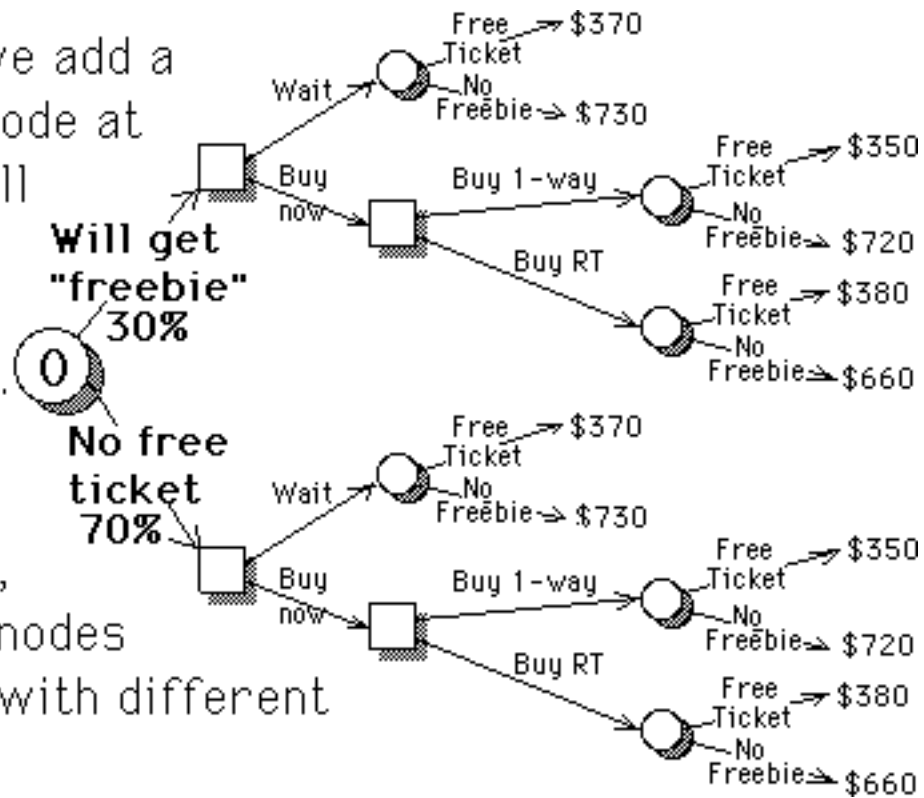 ve add a
ode at
ll
Will get
"freebie"
30%
0
No free
ticket
70%
,
nodes
with different
Wait
Free
Ticket
$370
No
Freebie
$730
Buy
now
Buy 1-way
Free
Ticket
$350
No
Freebie
$720
Buy RT
Free
Ticket
$380
No
Freebie
$660
Wait
Free
Ticket
$370
No
Freebie
$730
Buy
now
Buy 1-way
Free
Ticket
$350
No
Freebie
$720
Buy RT
Free
Ticket
$380
No
Freebie
$660